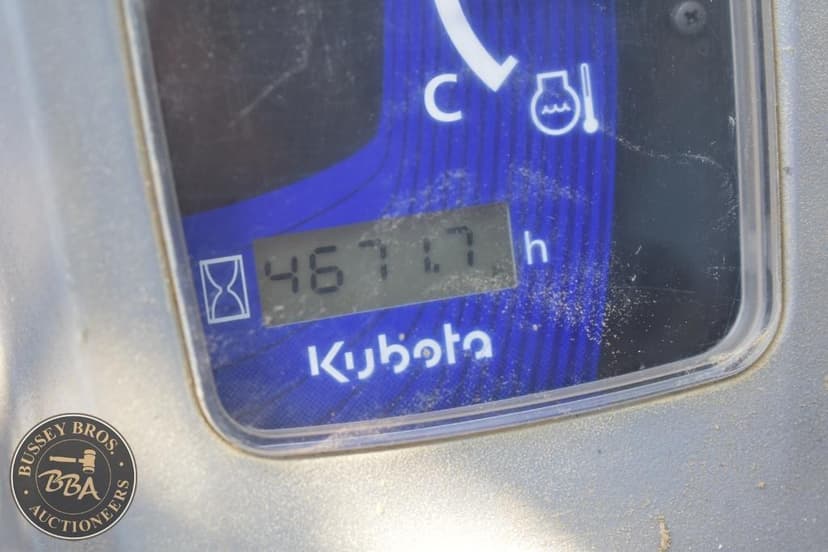 C
4671.7 h
Kubota
BUSSEY BROS.
BBA
AUCTIONEERS